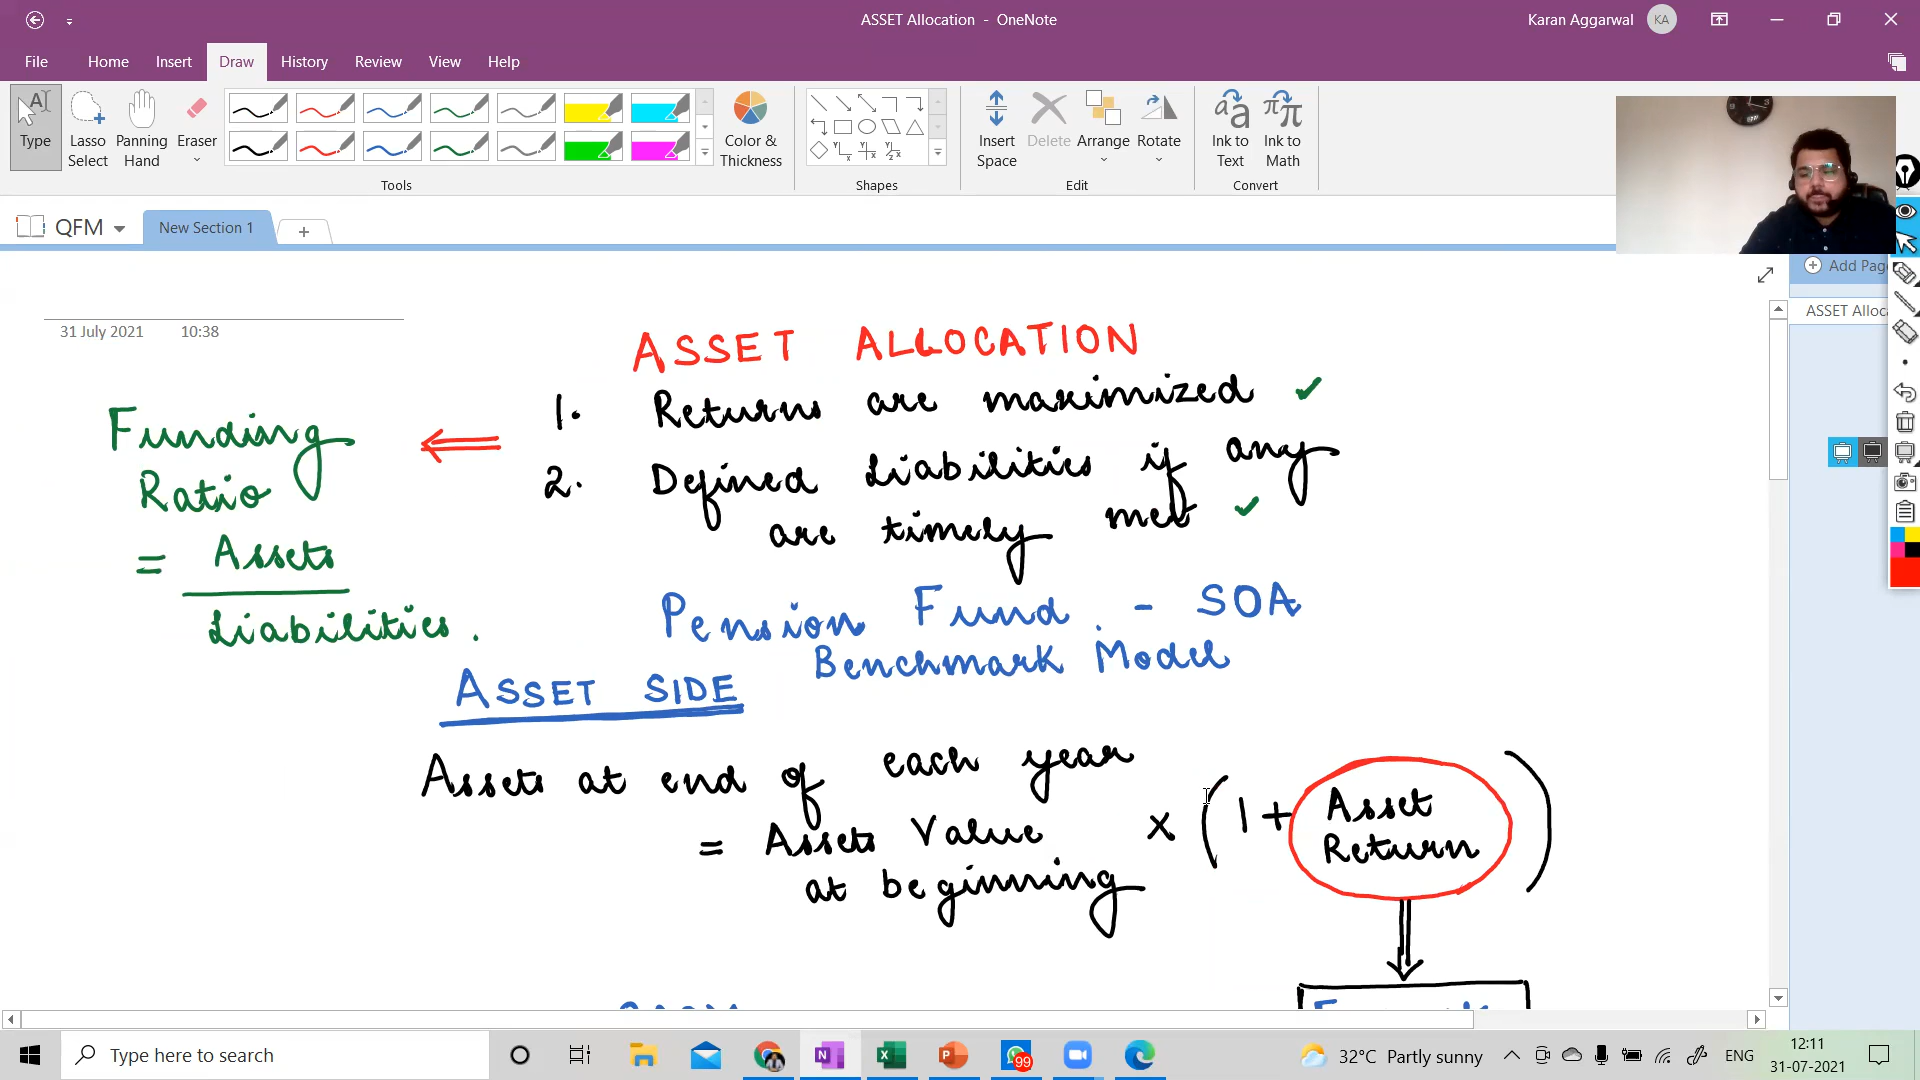 ASSET Allocation - OneNote
Karan Aggarwal KA
File Home Insert Draw History Review View Help
Type Lasso Select Panning Hand Eraser Color & Thickness Insert Space Delete Arrange Rotate Ink to Text Ink to Math
Tools Shapes Edit Convert
QFM New Section 1
Add Pag
ASSET Alloc
31 July 2021 10:38
ASSET ALLOCATION
1. Returns are maximized
2. Defined Liabilities if any
are timely met
Funding
Ratio
= Assets
Liabilities.
Pension Fund - SOA
Benchmark Model
ASSET SIDE
Assets at end of each year
= Assets Value at beginning x (1 + Asset Return)
Type here to search
99
32°C Partly sunny
ENG
12:11
31-07-2021